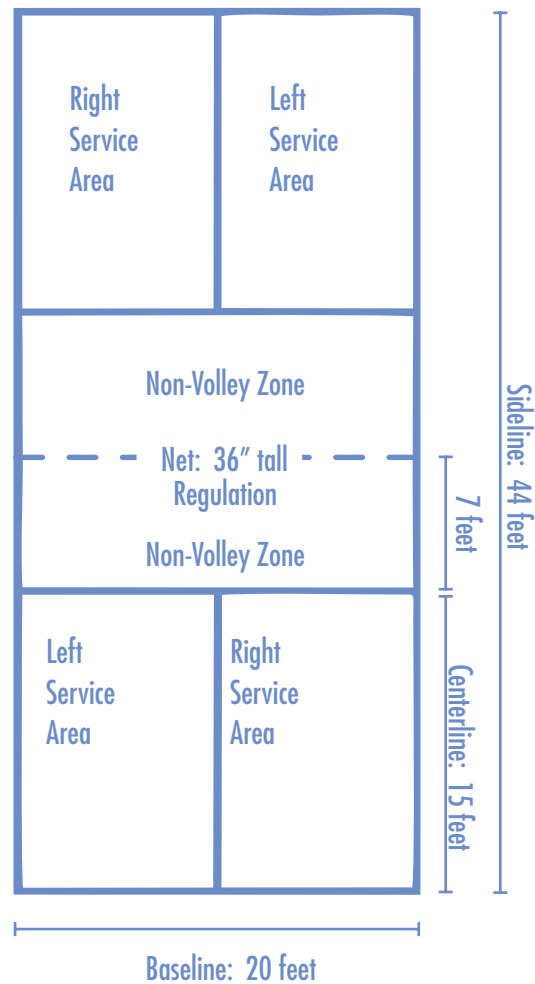 Right
Service
Area
Left
Service
Area
Non-Volley Zone
Net: 36” tall
Regulation
Non-Volley Zone
Left
Service
Area
Right
Service
Area
7 feet
Centerline: 15 feet
Sideline: 44 feet
Baseline: 20 feet